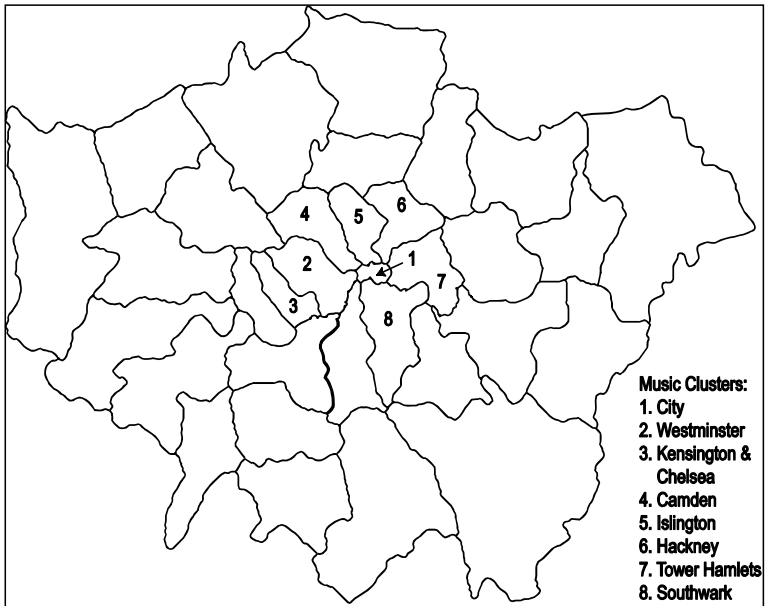 4
5
6
2
1
7
3
8
Music Clusters:
1. City
2. Westminster
3. Kensington &
Chelsea
4. Camden
5. Islington
6. Hackney
7. Tower Hamlets
8. Southwark